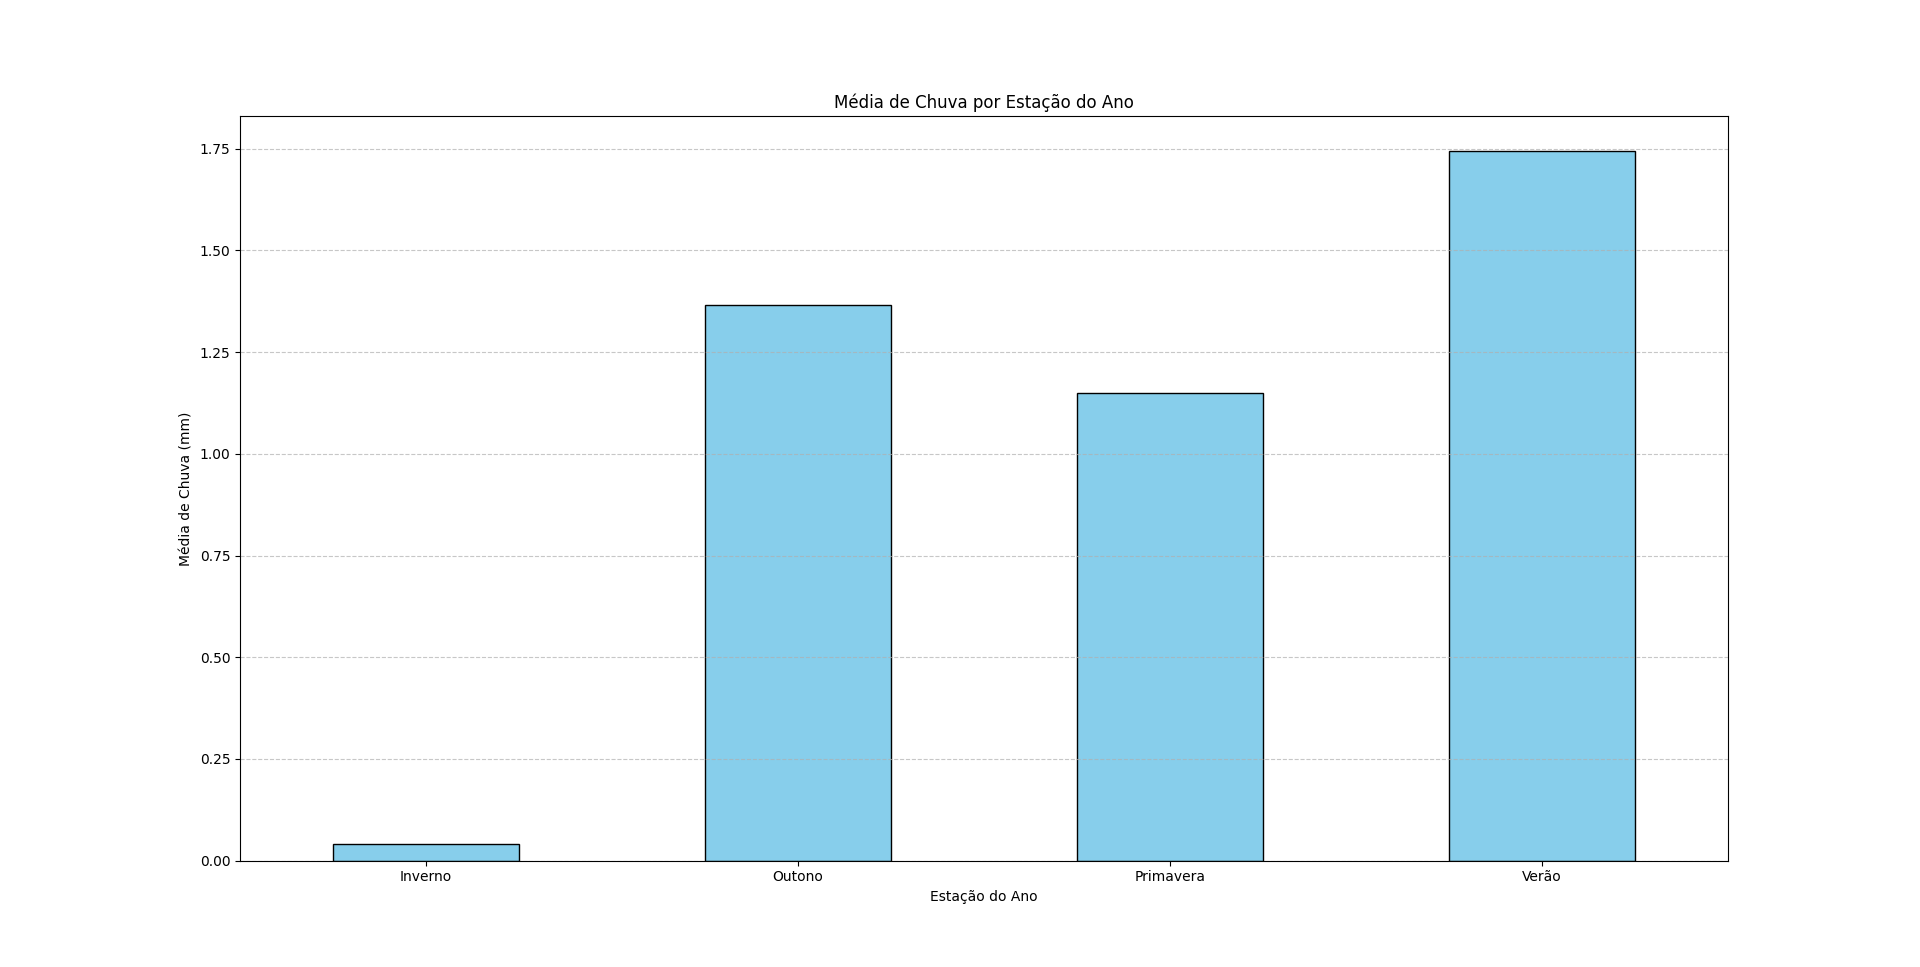 Média de Chuva por Estação do Ano
1.75
1.50
1.25
1.00
0.75
0.50
0.25
0.00
Média de Chuva (mm)
Inverno Outono Primavera Verão
Estação do Ano